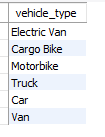 vehicle_type
Electric Van
Cargo Bike
Motorbike
Truck
Car
Van